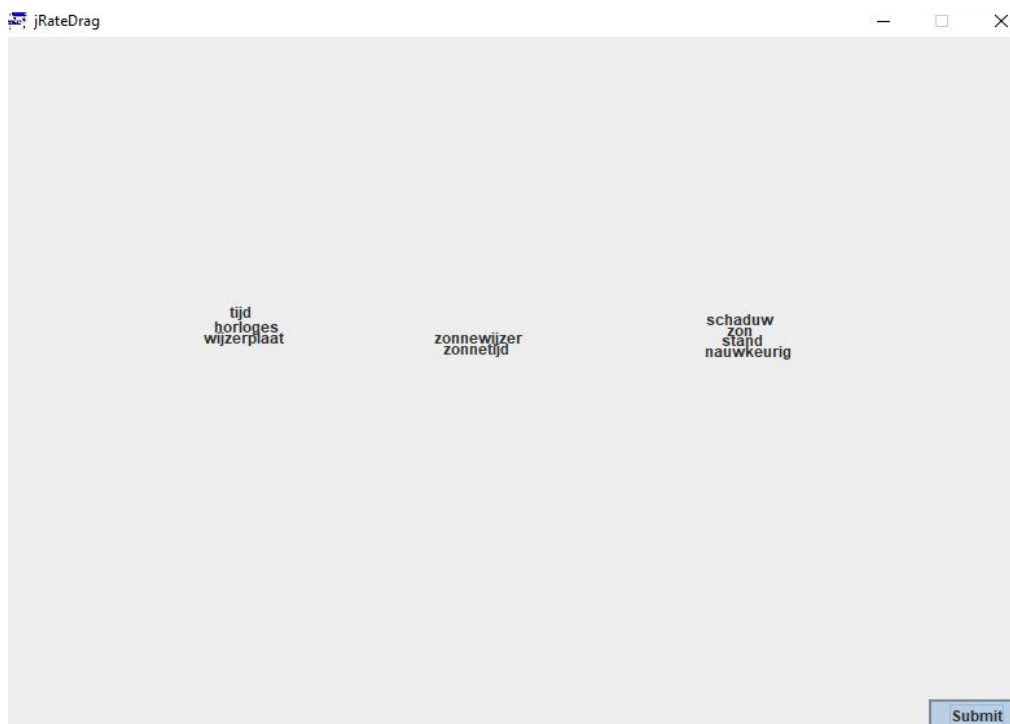 jRateDrag
tijd
horloges
wijzerplaat
zonnewijzer
zonnetijd
schaduw
zon
stand
nauwkeurig
Submit